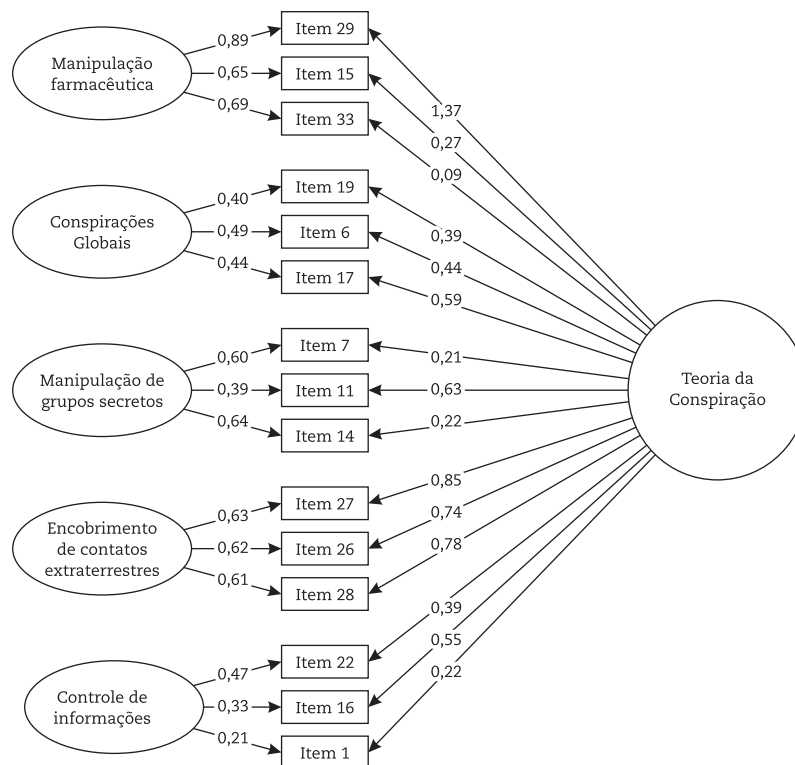 Manipulação
farmacêutica
0,89
0,65
0,69
Item 29
Item 15
Item 33
1,37
0,27
0,09
Conspirações
Globais
0,40
0,49
0,44
Item 19
Item 6
Item 17
0,39
0,44
0,59
Manipulação de
grupos secretos
0,60
0,39
0,64
Item 7
Item 11
Item 14
0,21
0,63
0,22
Teoria da
Conspiração
Encobrimento
de contatos
extraterrestres
0,63
0,62
0,61
Item 27
Item 26
Item 28
0,85
0,74
0,78
Controle de
informações
0,47
0,33
0,21
Item 22
Item 16
Item 1
0,39
0,55
0,22